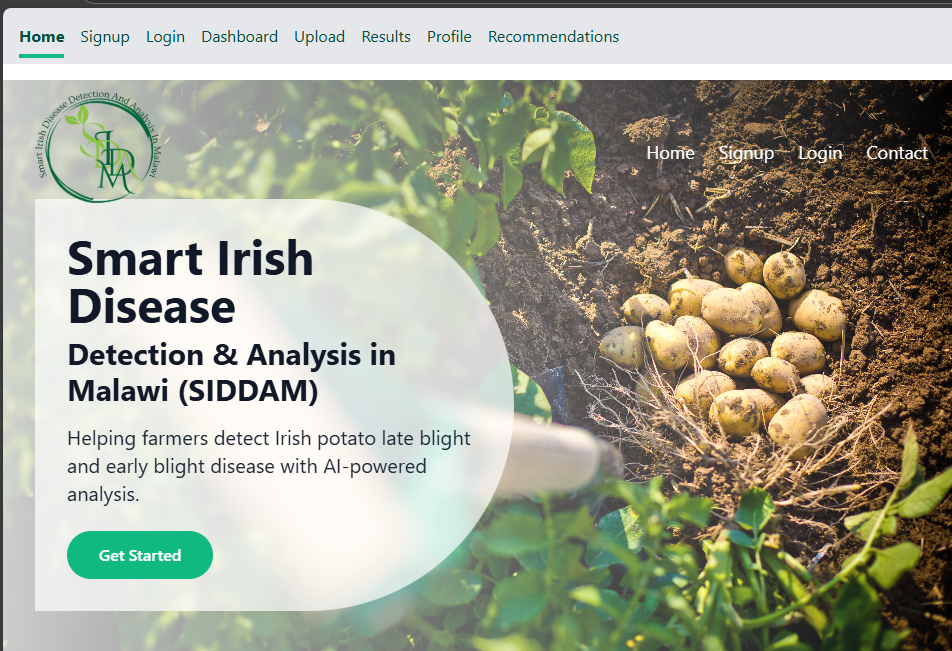 Home Signup Login Dashboard Upload Results Profile Recommendations
Smart Irish Disease Detection And Analysis In Malawi
SIDDAM
Home Signup Login Contact
Smart Irish
Disease
Detection & Analysis in
Malawi (SIDDAM)
Helping farmers detect Irish potato late blight
and early blight disease with AI-powered
analysis.
Get Started